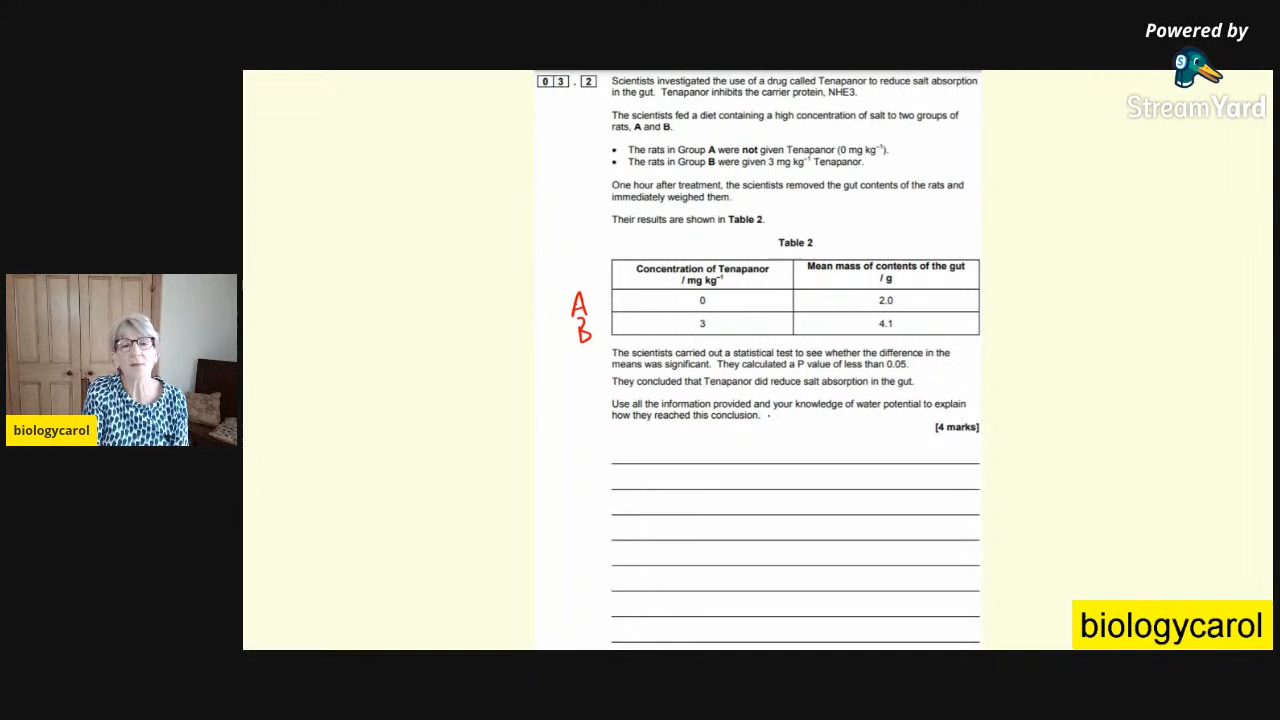 Powered by
S
StreamYard
0 3 . 2
Scientists investigated the use of a drug called Tenapanor to reduce salt absorption
in the gut. Tenapanor inhibits the carrier protein, NHE3.
The scientists fed a diet containing a high concentration of salt to two groups of
rats, A and B.
• The rats in Group A were not given Tenapanor (0 mg kg⁻¹).
• The rats in Group B were given 3 mg kg⁻¹ Tenapanor.
One hour after treatment, the scientists removed the gut contents of the rats and
immediately weighed them.
Their results are shown in Table 2.
Table 2
Concentration of Tenapanor
/ mg kg⁻¹
Mean mass of contents of the gut
/ g
A
0
2.0
B
3
4.1
The scientists carried out a statistical test to see whether the difference in the
means was significant. They calculated a P value of less than 0.05.
They concluded that Tenapanor did reduce salt absorption in the gut.
Use all the information provided and your knowledge of water potential to explain
how they reached this conclusion.
[4 marks]
biologycarol
biologycarol